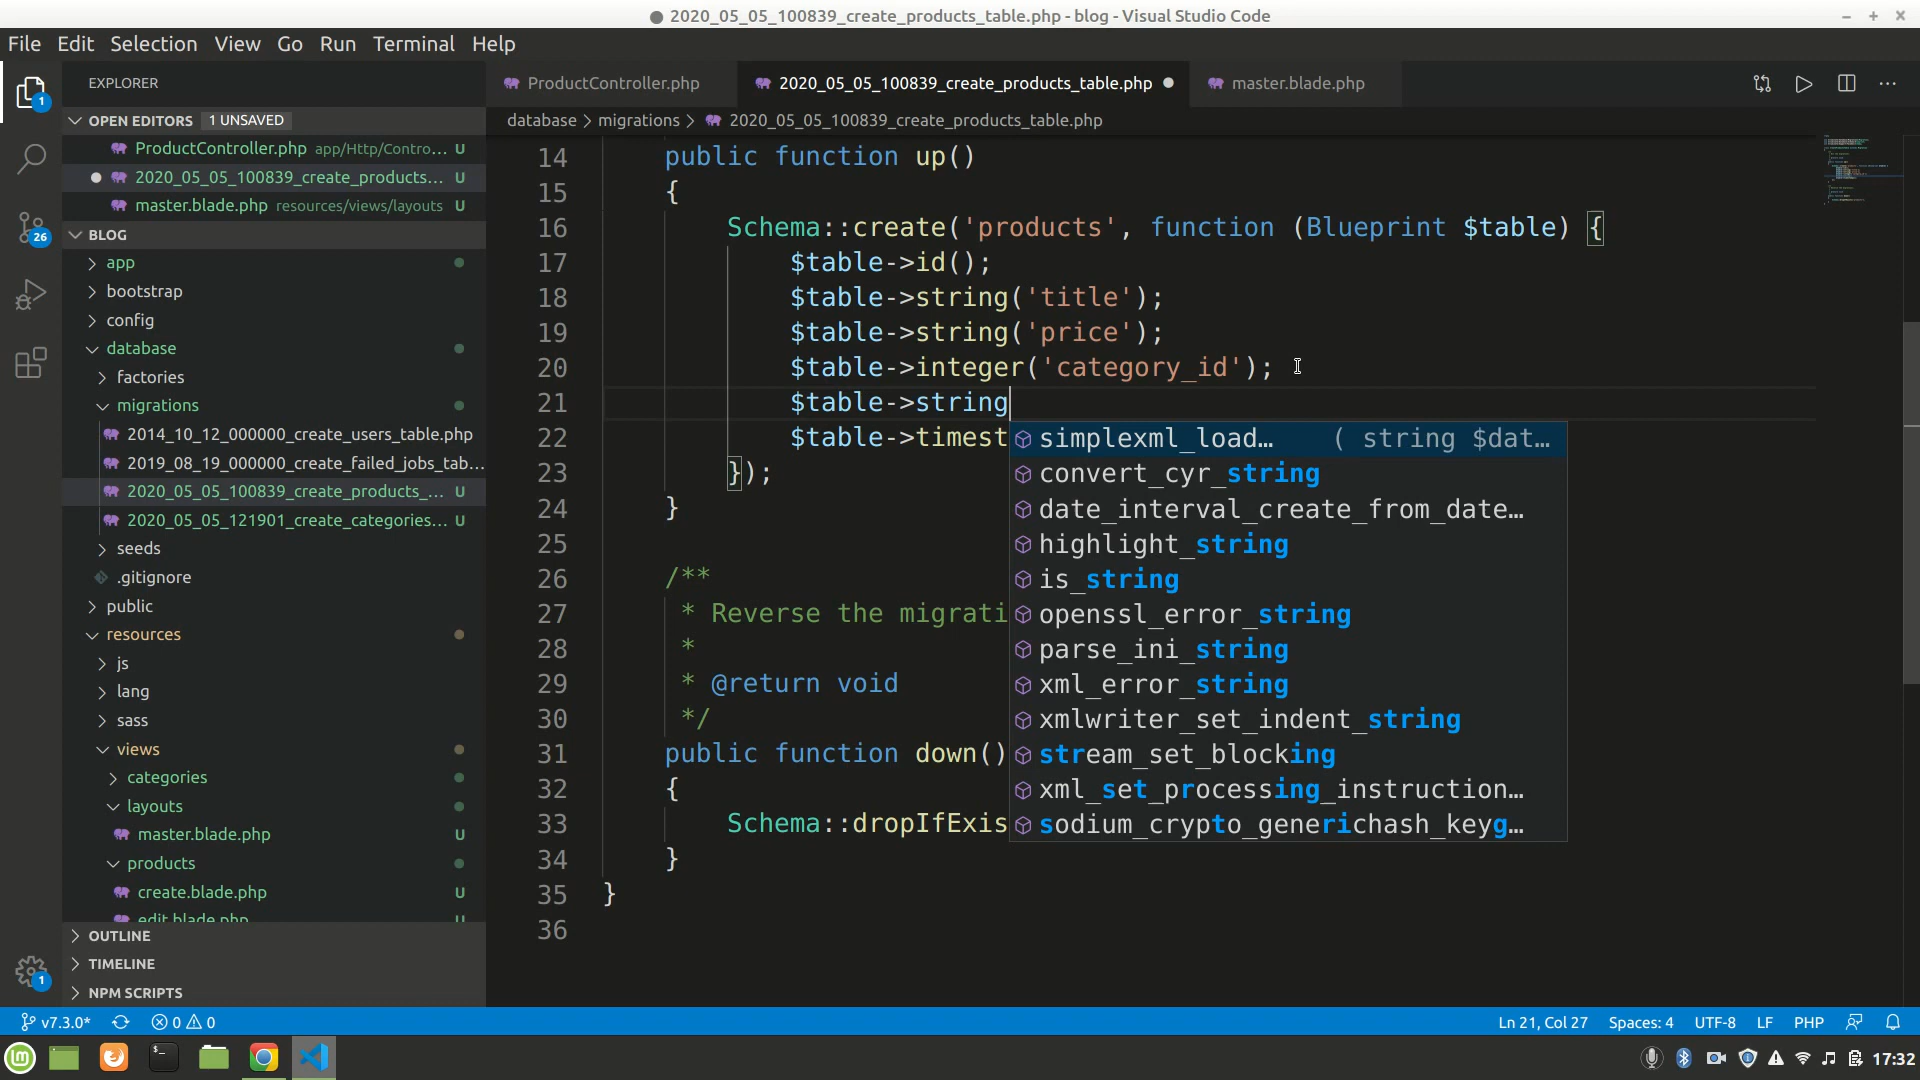 2020_05_05_100839_create_products_table.php - blog - Visual Studio Code
File Edit Selection View Go Run Terminal Help
EXPLORER
OPEN EDITORS 1 UNSAVED
ProductController.php app/Http/Contro... U
2020_05_05_100839_create_products... U
master.blade.php resources/views/layouts U
BLOG
app
bootstrap
config
database
factories
migrations
2014_10_12_000000_create_users_table.php
2019_08_19_000000_create_failed_jobs_tab...
2020_05_05_100839_create_products_... U
2020_05_05_121901_create_categories... U
seeds
.gitignore
public
resources
js
lang
sass
views
categories
layouts
master.blade.php U
products
create.blade.php U
edit.blade.php U
OUTLINE
TIMELINE
NPM SCRIPTS
1
26
1
ProductController.php 2020_05_05_100839_create_products_table.php master.blade.php
database > migrations > 2020_05_05_100839_create_products_table.php
14 public function up()
15 {
16 Schema::create('products', function (Blueprint $table) {
17 $table->id();
18 $table->string('title');
19 $table->string('price');
20 $table->integer('category_id');
21 $table->string
22 $table->timest
23 });
24 }
25
26 /**
27 * Reverse the migrati
28 *
29 * @return void
30 */
31 public function down()
32 {
33 Schema::dropIfExis
34 }
35 }
36
simplexml_load… ( string $dat…
convert_cyr_string
date_interval_create_from_date…
highlight_string
is_string
openssl_error_string
parse_ini_string
xml_error_string
xmlwriter_set_indent_string
stream_set_blocking
xml_set_processing_instruction…
sodium_crypto_generichash_keyg…
v7.3.0* 0 0 Ln 21, Col 27 Spaces: 4 UTF-8 LF PHP
17:32